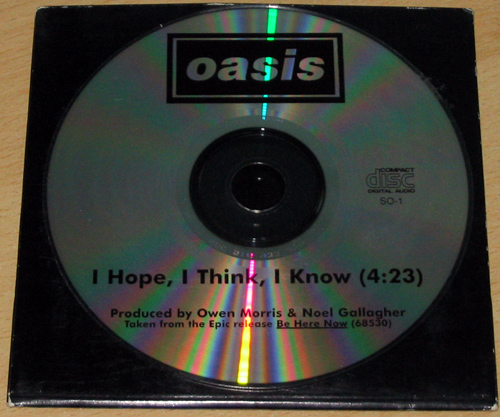 oasis
COMPACT
disc
DIGITAL AUDIO
SO-1
I Hope, I Think, I Know (4:23)
Produced by Owen Morris & Noel Gallagher
Taken from the Epic release Be Here Now (68530)